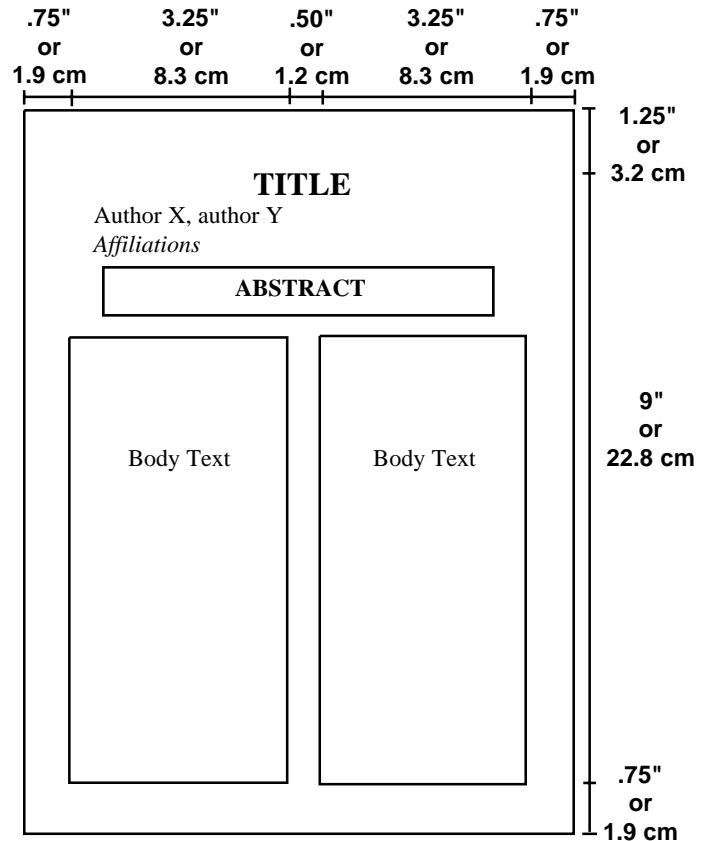 .75" 3.25" .50" 3.25" .75"
or or or or or
1.9 cm 8.3 cm 1.2 cm 8.3 cm 1.9 cm
1.25"
or
3.2 cm
TITLE
Author X, author Y
Affiliations
ABSTRACT
9"
or
22.8 cm
Body Text Body Text
.75"
or
1.9 cm